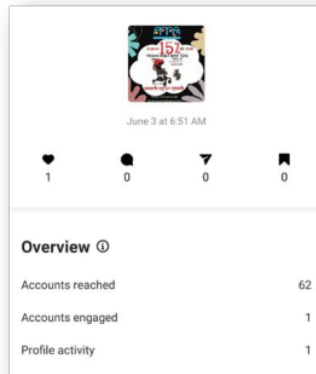 June 3 at 6:51 AM
1 0 0 0
Overview
Accounts reached 62
Accounts engaged 1
Profile activity 1